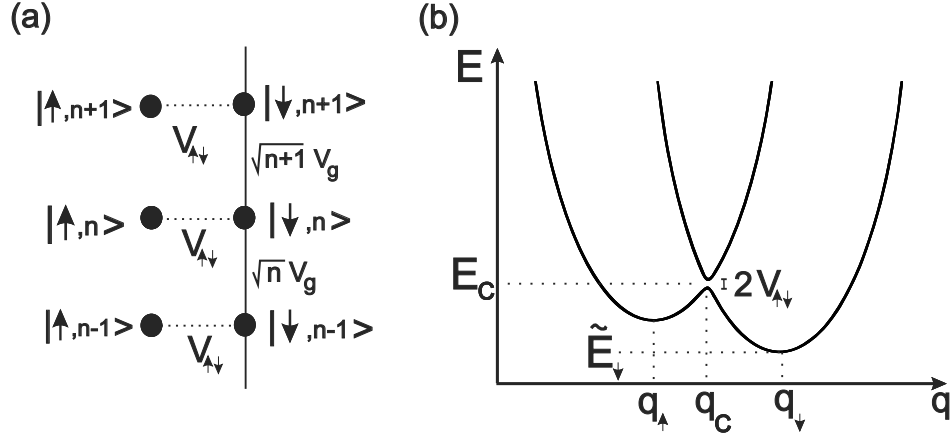 (a)
|↑,n+1> |↓,n+1>
V↑↓
√n+1 Vg
|↑,n> |↓,n>
V↑↓
√n Vg
|↑,n-1> |↓,n-1>
V↑↓
(b)
E
EC
2V↑↓
Ẽ↓
q↑ qC q↓ q